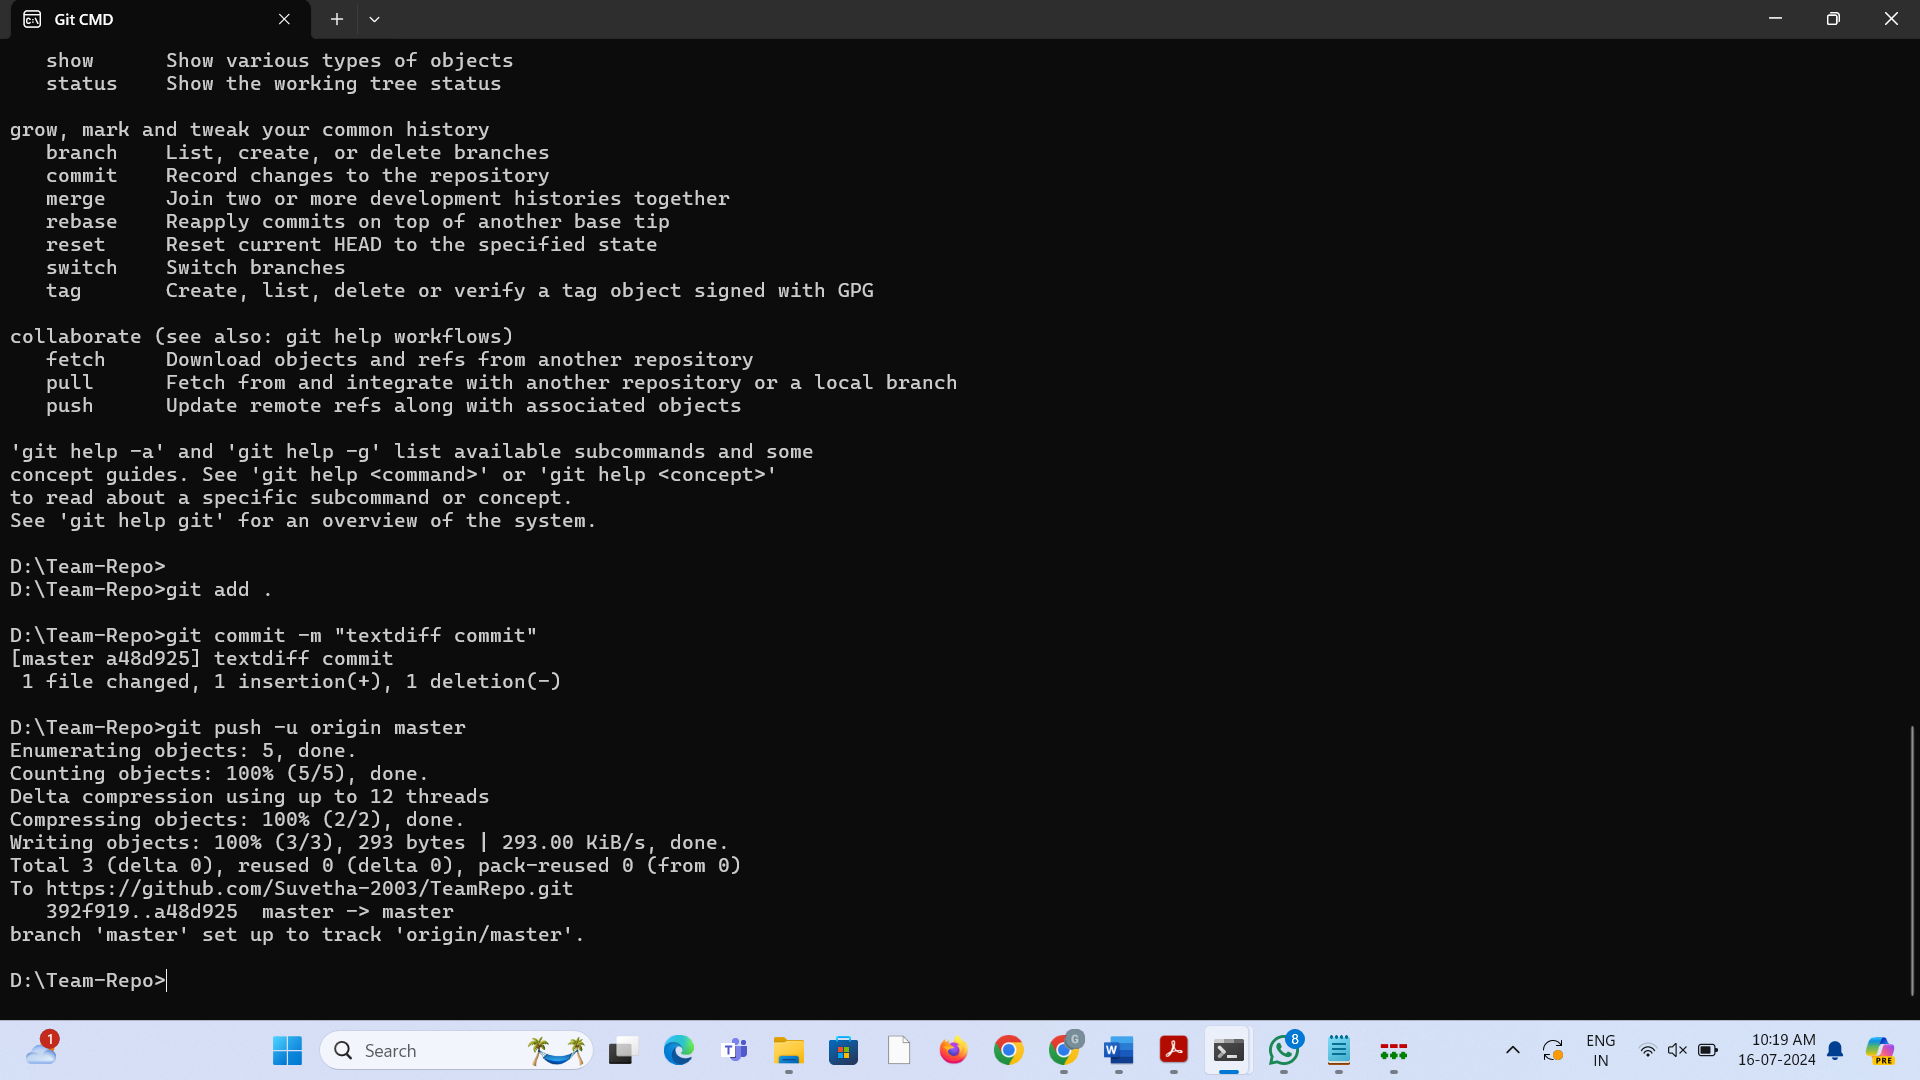 Git CMD
show Show various types of objects
status Show the working tree status
grow, mark and tweak your common history
branch List, create, or delete branches
commit Record changes to the repository
merge Join two or more development histories together
rebase Reapply commits on top of another base tip
reset Reset current HEAD to the specified state
switch Switch branches
tag Create, list, delete or verify a tag object signed with GPG
collaborate (see also: git help workflows)
fetch Download objects and refs from another repository
pull Fetch from and integrate with another repository or a local branch
push Update remote refs along with associated objects
'git help -a' and 'git help -g' list available subcommands and some
concept guides. See 'git help <command>' or 'git help <concept>'
to read about a specific subcommand or concept.
See 'git help git' for an overview of the system.
D:\Team-Repo>
D:\Team-Repo>git add .
D:\Team-Repo>git commit -m "textdiff commit"
[master a48d925] textdiff commit
1 file changed, 1 insertion(+), 1 deletion(-)
D:\Team-Repo>git push -u origin master
Enumerating objects: 5, done.
Counting objects: 100% (5/5), done.
Delta compression using up to 12 threads
Compressing objects: 100% (2/2), done.
Writing objects: 100% (3/3), 293 bytes | 293.00 KiB/s, done.
Total 3 (delta 0), reused 0 (delta 0), pack-reused 0 (from 0)
To https://github.com/Suvetha-2003/TeamRepo.git
392f919..a48d925 master -> master
branch 'master' set up to track 'origin/master'.
D:\Team-Repo>
1
Search
T
G
W
8
ENG
IN
10:19 AM
16-07-2024
PRE